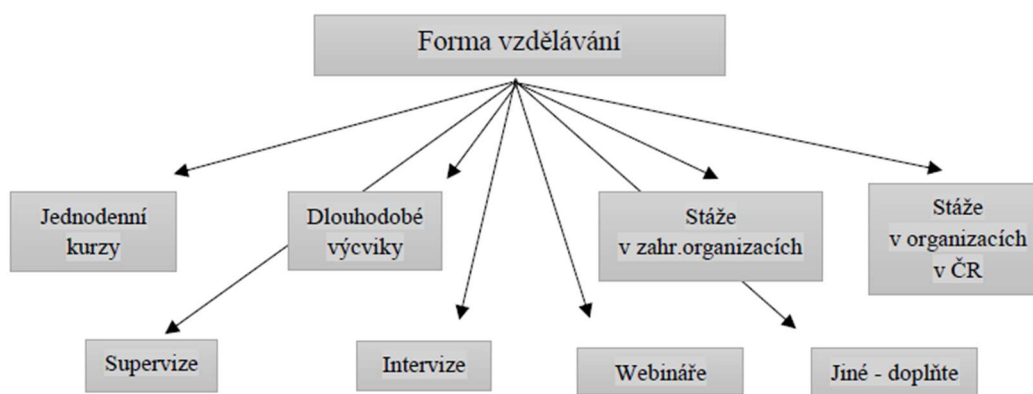 Forma vzdělávání
Jednodenní
kurzy
Dlouhodobé
výcviky
Stáže
v zahr.organizacích
Stáže
v organizacích
v ČR
Supervize
Intervize
Webináře
Jiné - doplňte